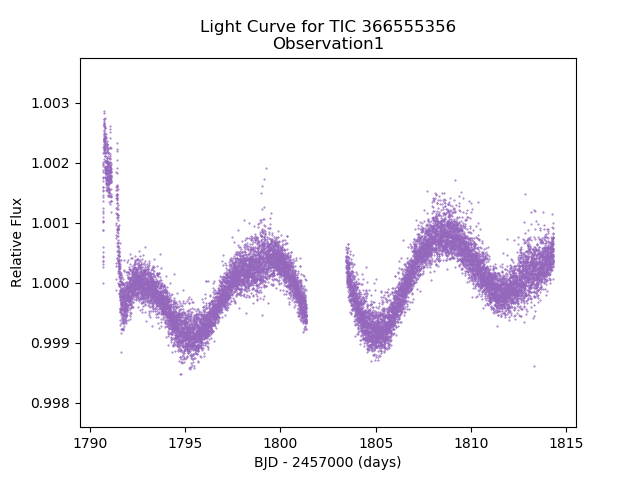 Light Curve for TIC 366555356
Observation1
1.003
1.002
1.001
1.000
0.999
0.998
Relative Flux
1790 1795 1800 1805 1810 1815
BJD - 2457000 (days)